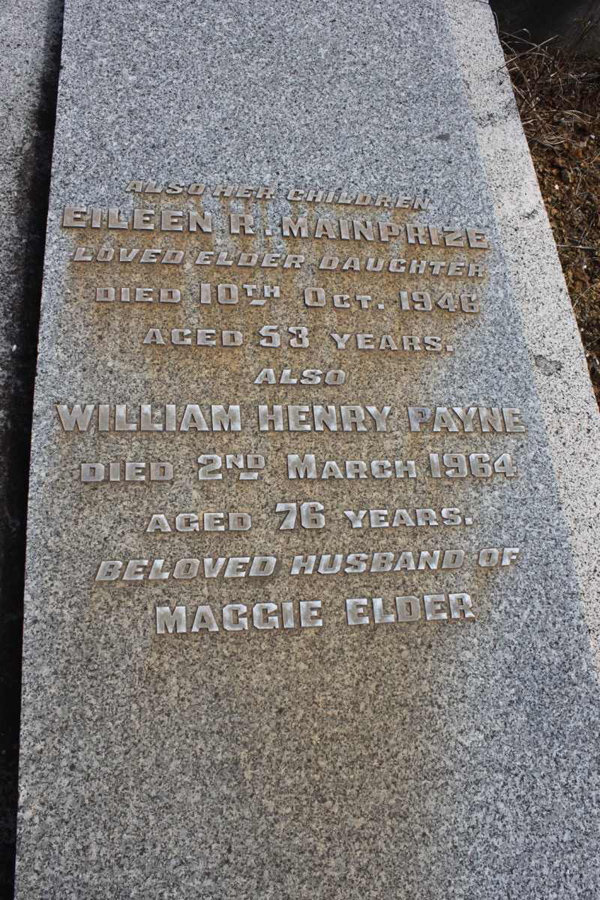 ALSO HER CHILDREN
EILEEN R. MAINPRIZE
LOVED ELDER DAUGHTER
DIED 10TH OCT. 1946
AGED 53 YEARS.
ALSO
WILLIAM HENRY PAYNE
DIED 2ND MARCH 1964
AGED 76 YEARS.
BELOVED HUSBAND OF
MAGGIE ELDER